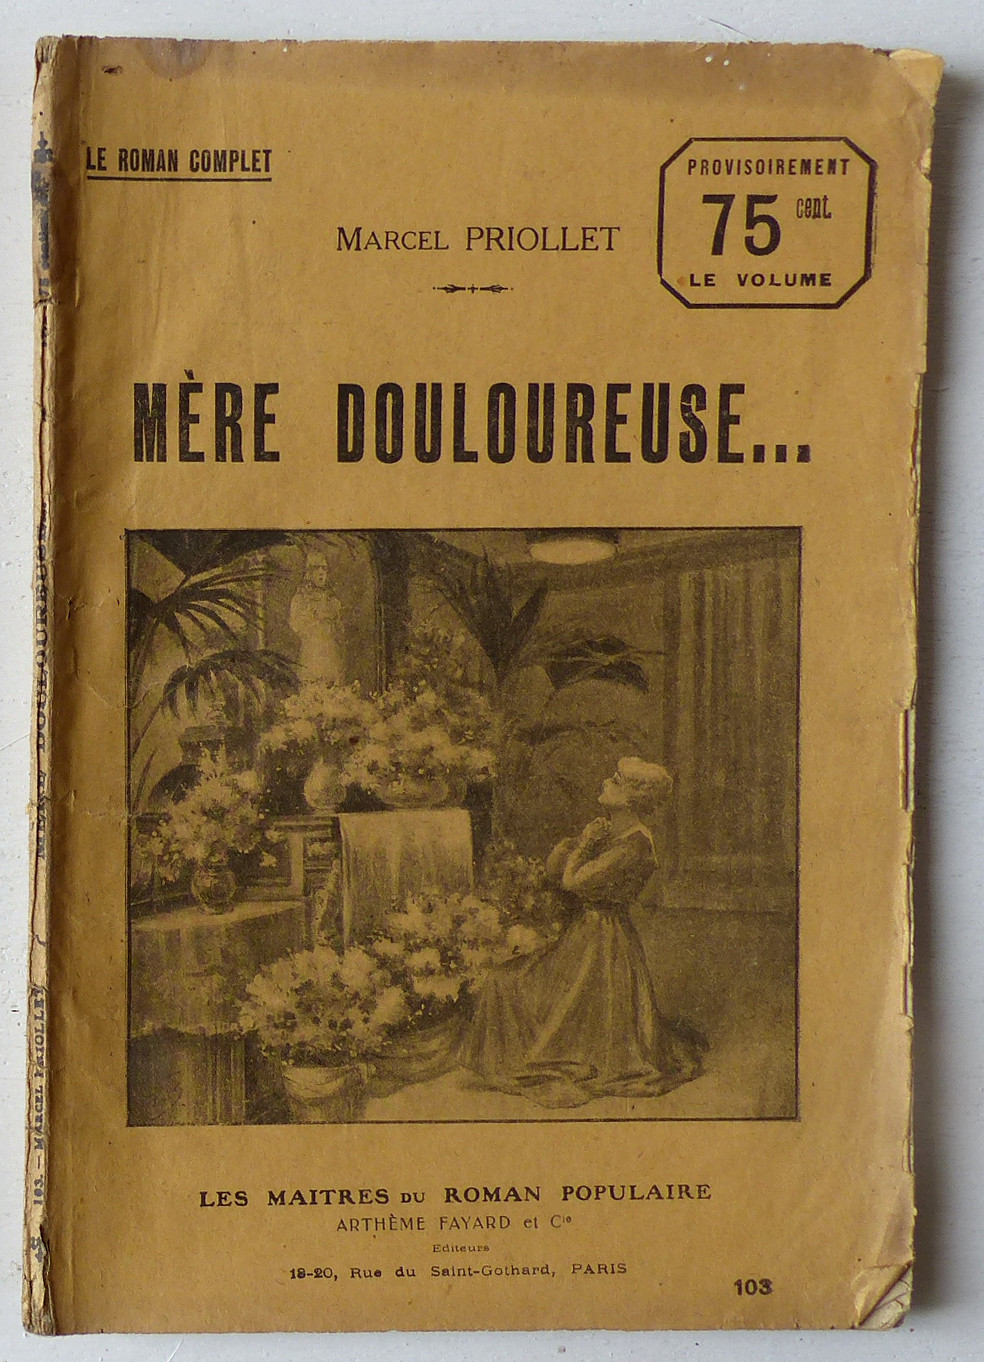 LE ROMAN COMPLET
PROVISOIREMENT
75 cent.
LE VOLUME
MARCEL PRIOLLET
MÈRE DOULOUREUSE...
LES MAITRES DU ROMAN POPULAIRE
ARTHÈME FAYARD et Cie
Editeurs
18-20, Rue du Saint-Gothard, PARIS
103
103. — MARCEL PRIOLLET
DOULOUREUSE